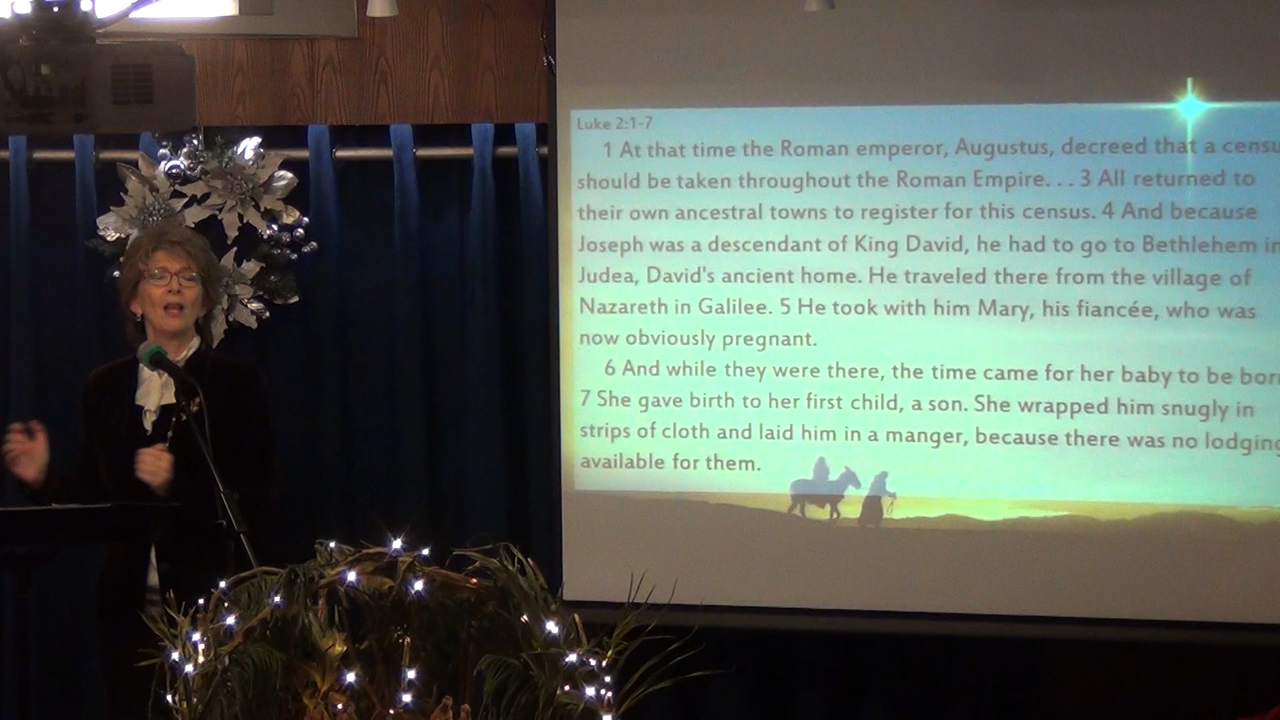 Luke 2:1-7
1 At that time the Roman emperor, Augustus, decreed that a censu
should be taken throughout the Roman Empire. . . 3 All returned to
their own ancestral towns to register for this census. 4 And because
Joseph was a descendant of King David, he had to go to Bethlehem in
Judea, David's ancient home. He traveled there from the village of
Nazareth in Galilee. 5 He took with him Mary, his fiancée, who was
now obviously pregnant.
6 And while they were there, the time came for her baby to be born
7 She gave birth to her first child, a son. She wrapped him snugly in
strips of cloth and laid him in a manger, because there was no lodging
available for them.